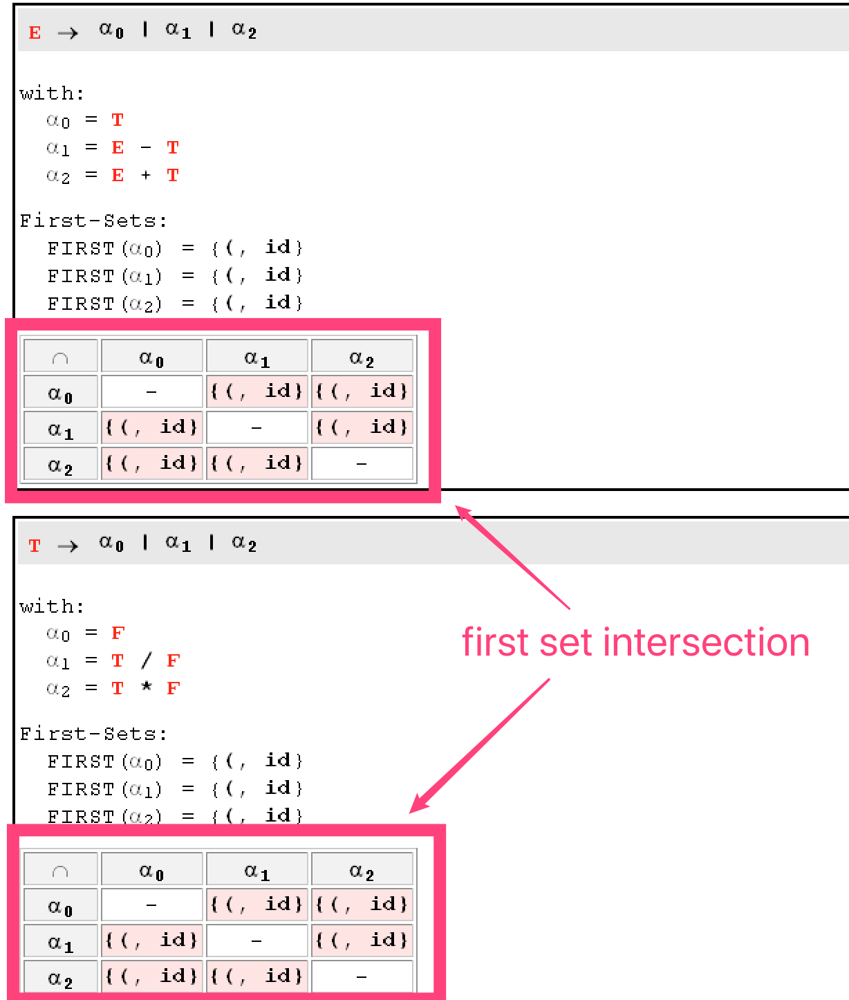 E → α0 | α1 | α2
with:
α0 = T
α1 = E - T
α2 = E + T
First-Sets:
FIRST(α0) = {(, id}
FIRST(α1) = {(, id}
FIRST(α2) = {(, id}
∩ α0 α1 α2
α0 - {(, id} {(, id}
α1 {(, id} - {(, id}
α2 {(, id} {(, id} -
T → α0 | α1 | α2
with:
α0 = F
α1 = T / F
α2 = T * F
first set intersection
First-Sets:
FIRST(α0) = {(, id}
FIRST(α1) = {(, id}
FIRST(α2) = {(, id}
∩ α0 α1 α2
α0 - {(, id} {(, id}
α1 {(, id} - {(, id}
α2 {(, id} {(, id} -